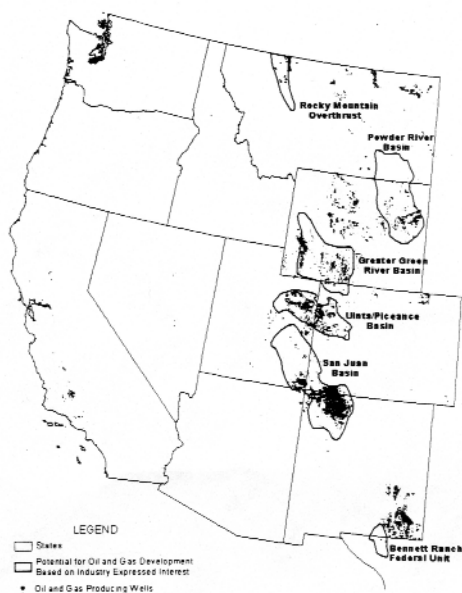 Rocky Mountain
Overthrust
Powder River
Basin
Greater Green
River Basin
Uinta/Piceance
Basin
San Juan
Basin
Bennett Ranch
Federal Unit
LEGEND
States
Potential for Oil and Gas Development
Based on Industry Expressed Interest
Oil and Gas Producing Wells